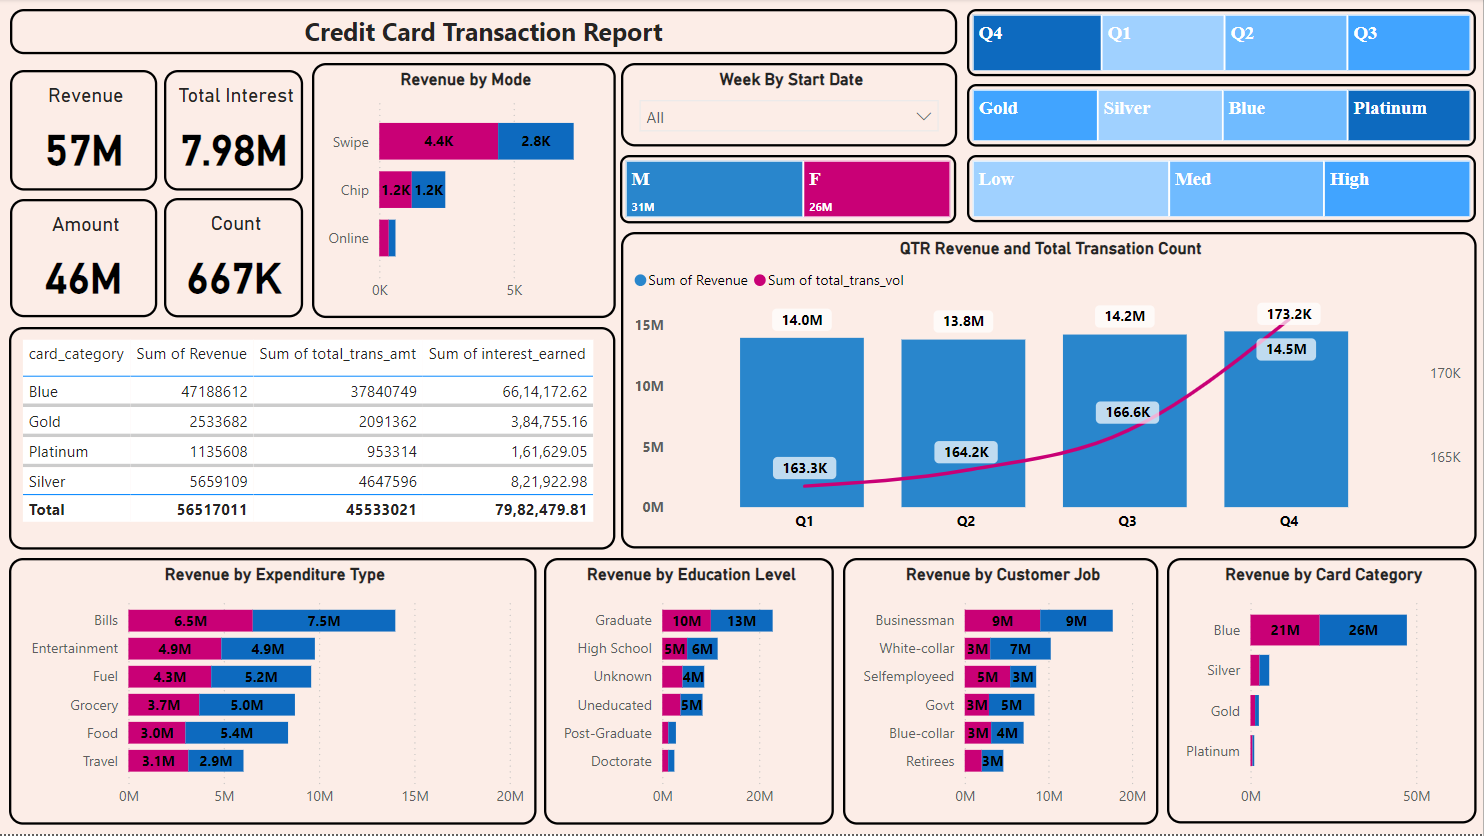 Credit Card Transaction Report
Q4 Q1 Q2 Q3
Revenue
57M
Total Interest
7.98M
Amount
46M
Count
667K
Revenue by Mode
Swipe 4.4K 2.8K
Chip 1.2K 1.2K
Online
0K 5K
Week By Start Date
All
M
31M
F
26M
Gold Silver Blue Platinum
Low Med High
card_category Sum of Revenue Sum of total_trans_amt Sum of interest_earned
Blue 47188612 37840749 66,14,172.62
Gold 2533682 2091362 3,84,755.16
Platinum 1135608 953314 1,61,629.05
Silver 5659109 4647596 8,21,922.98
Total 56517011 45533021 79,82,479.81
QTR Revenue and Total Transation Count
Sum of Revenue Sum of total_trans_vol
15M
10M
5M
0M
14.0M 13.8M 14.2M 14.5M
163.3K 164.2K 166.6K 173.2K
170K
165K
Q1 Q2 Q3 Q4
Revenue by Expenditure Type
Bills 6.5M 7.5M
Entertainment 4.9M 4.9M
Fuel 4.3M 5.2M
Grocery 3.7M 5.0M
Food 3.0M 5.4M
Travel 3.1M 2.9M
0M 5M 10M 15M 20M
Revenue by Education Level
Graduate 10M 13M
High School 5M 6M
Unknown 4M
Uneducated 5M
Post-Graduate
Doctorate
0M 20M
Revenue by Customer Job
Businessman 9M 9M
White-collar 3M 7M
Selfemployeed 5M 3M
Govt 3M 5M
Blue-collar 3M 4M
Retirees 3M
0M 10M 20M
Revenue by Card Category
Blue 21M 26M
Silver
Gold
Platinum
0M 50M